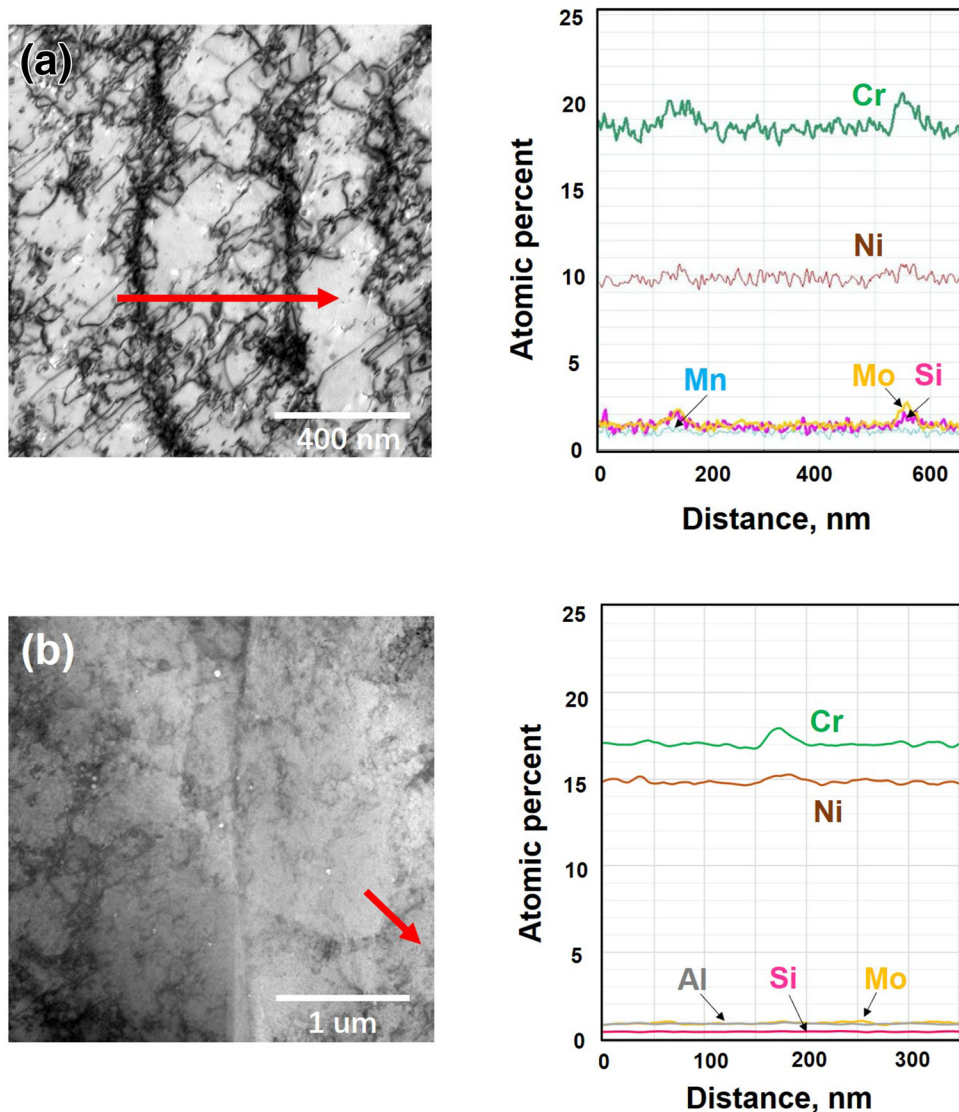 (a)
400 nm
25
20
15
10
5
0
Atomic percent
Cr
Ni
Mn
Mo
Si
0 200 400 600
Distance, nm
(b)
1 um
25
20
15
10
5
0
Atomic percent
Cr
Ni
Al
Si
Mo
0 100 200 300
Distance, nm